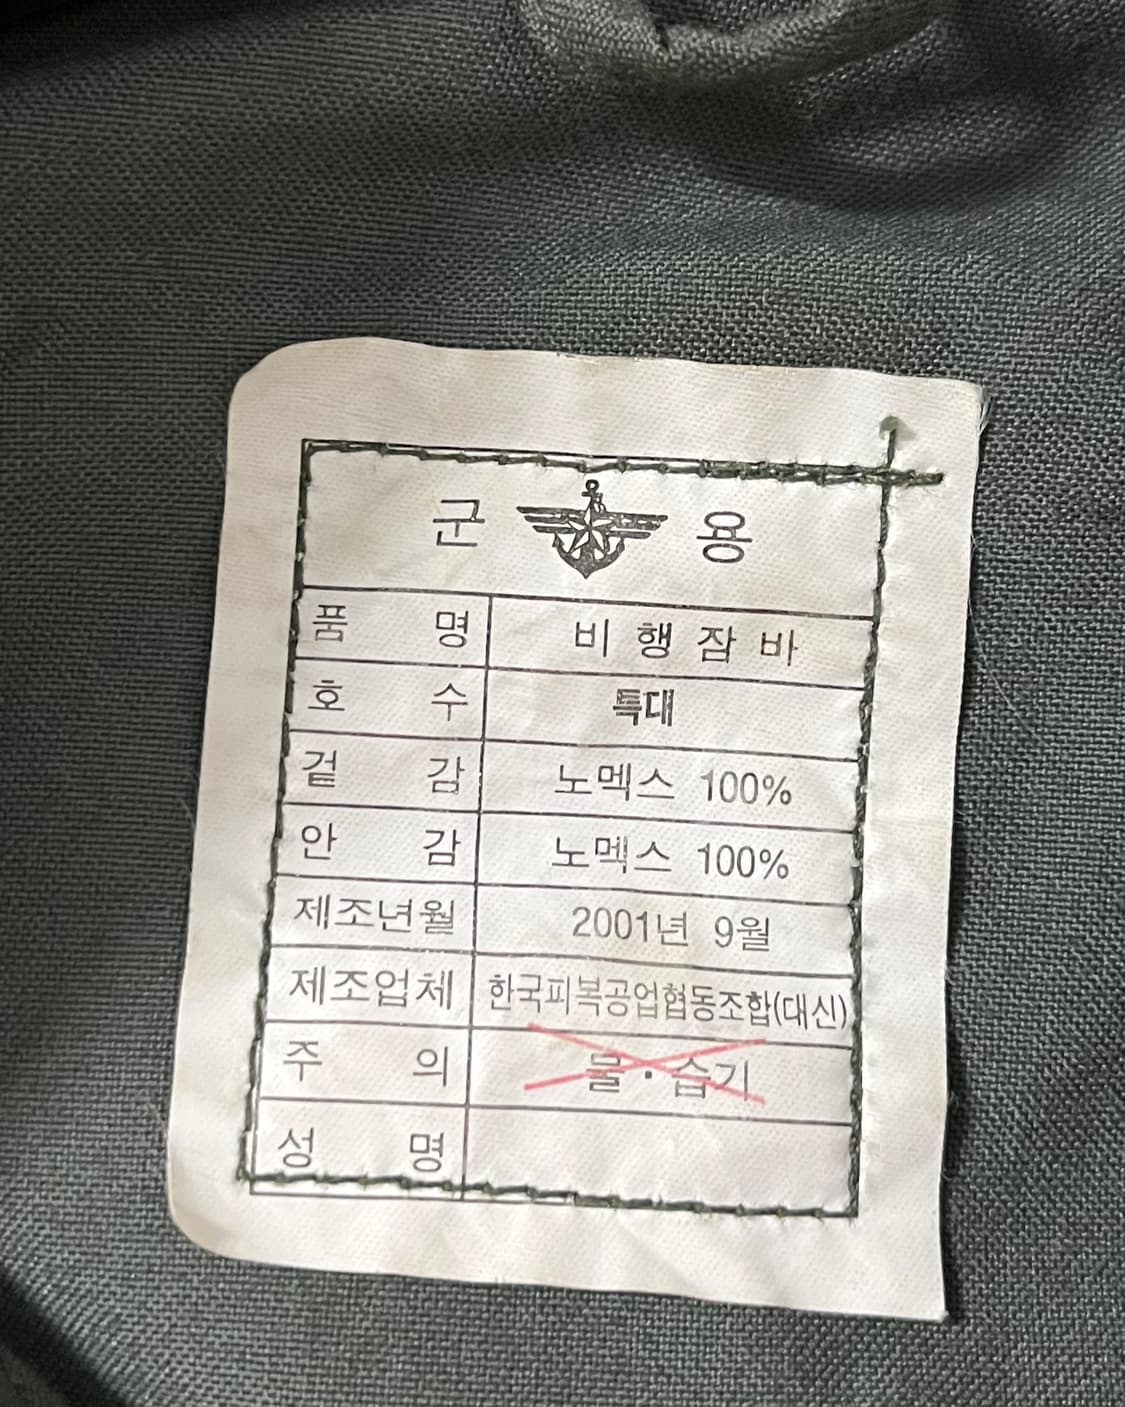 군 용
품 명 비 행 잠 바
호 수 특대
겉 감 노멕스 100%
안 감 노멕스 100%
제조년월 2001년 9월
제조업체 한국피복공업협동조합(대신)
주 의 물·습기
성 명